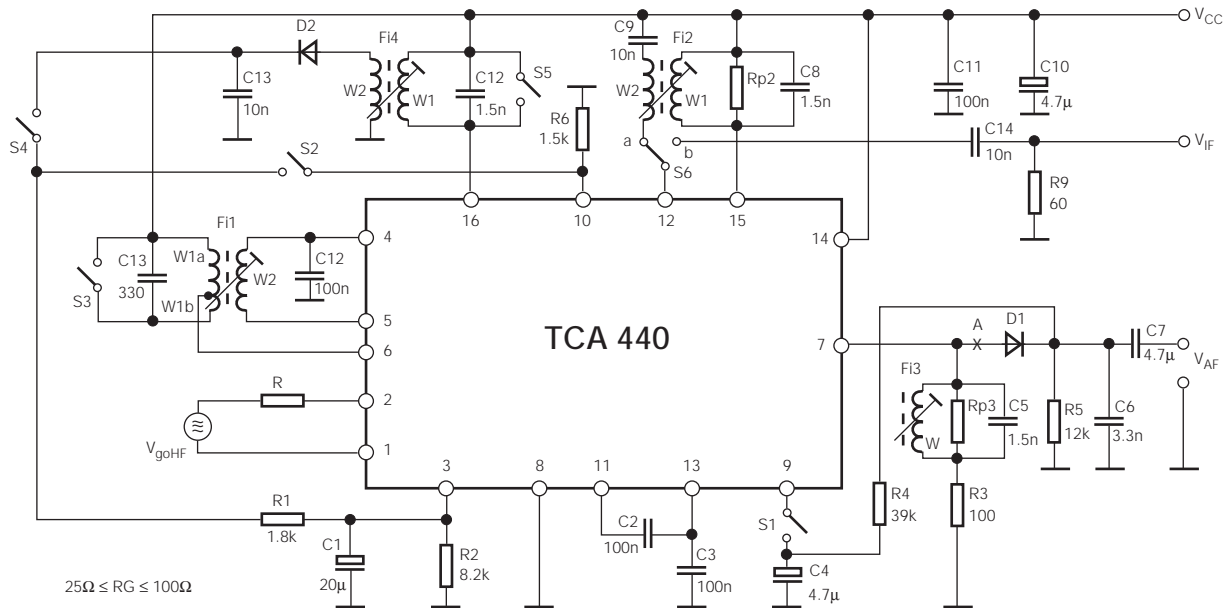 V_CC
C9
10n
D2
Fi4
Fi2
C13
10n
W2
W1
C12
1.5n
S5
W2
W1
Rp2
C8
1.5n
C11
100n
C10
4.7μ
R6
1.5k
S4
S2
a
b
S6
C14
10n
V_IF
R9
60
16
10
12
15
Fi1
4
14
S3
C13
330
W1a
W1b
W2
C12
100n
5
6
TCA 440
7
A
X
D1
C7
4.7μ
V_AF
R
2
V_goHF
1
Fi3
W
Rp3
C5
1.5n
R5
12k
C6
3.3n
3
8
11
13
9
R1
1.8k
C1
20μ
R2
8.2k
C2
100n
C3
100n
S1
C4
4.7μ
R4
39k
R3
100
25Ω ≤ RG ≤ 100Ω